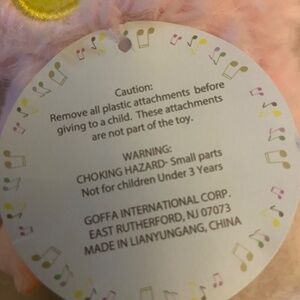 Caution:
Remove all plastic attachments before
giving to a child. These attachments
are not part of the toy.
WARNING:
CHOKING HAZARD- Small parts
Not for children Under 3 Years
GOFFA INTERNATIONAL CORP.
EAST RUTHERFORD, NJ 07073
MADE IN LIANYUNGANG, CHINA